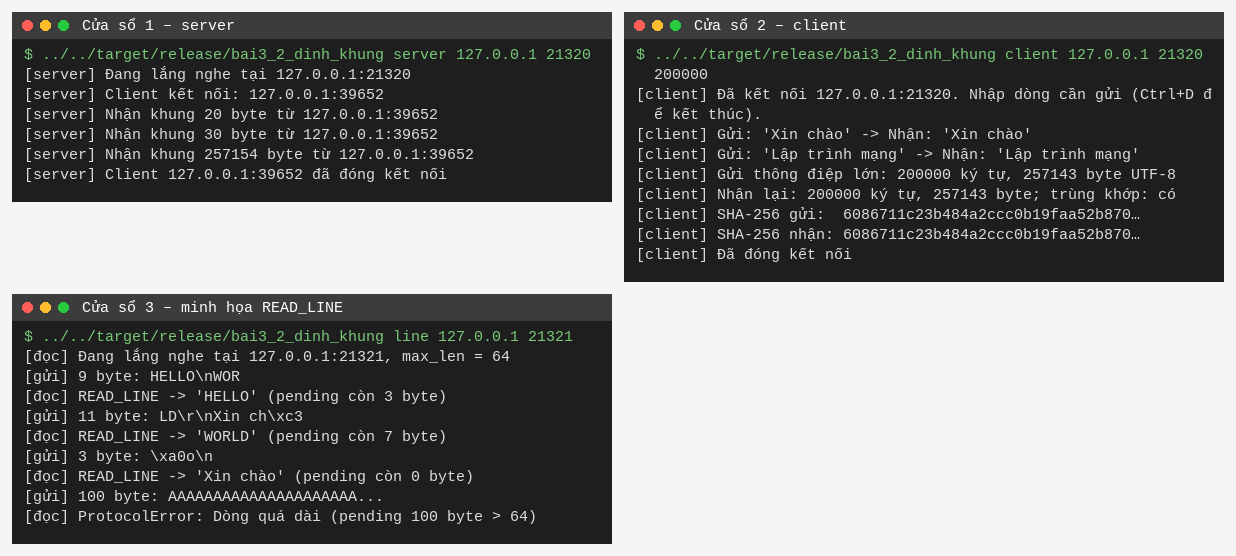 Cửa sổ 1 – server
$ ../../target/release/bai3_2_dinh_khung server 127.0.0.1 21320
[server] Đang lắng nghe tại 127.0.0.1:21320
[server] Client kết nối: 127.0.0.1:39652
[server] Nhận khung 20 byte từ 127.0.0.1:39652
[server] Nhận khung 30 byte từ 127.0.0.1:39652
[server] Nhận khung 257154 byte từ 127.0.0.1:39652
[server] Client 127.0.0.1:39652 đã đóng kết nối
Cửa sổ 2 – client
$ ../../target/release/bai3_2_dinh_khung client 127.0.0.1 21320
200000
[client] Đã kết nối 127.0.0.1:21320. Nhập dòng cần gửi (Ctrl+D đ
ể kết thúc).
[client] Gửi: 'Xin chào' -> Nhận: 'Xin chào'
[client] Gửi: 'Lập trình mạng' -> Nhận: 'Lập trình mạng'
[client] Gửi thông điệp lớn: 200000 ký tự, 257143 byte UTF-8
[client] Nhận lại: 200000 ký tự, 257143 byte; trùng khớp: có
[client] SHA-256 gửi:  6086711c23b484a2ccc0b19faa52b870…
[client] SHA-256 nhận: 6086711c23b484a2ccc0b19faa52b870…
[client] Đã đóng kết nối
Cửa sổ 3 – minh họa READ_LINE
$ ../../target/release/bai3_2_dinh_khung line 127.0.0.1 21321
[đọc] Đang lắng nghe tại 127.0.0.1:21321, max_len = 64
[gửi] 9 byte: HELLO\nWOR
[đọc] READ_LINE -> 'HELLO' (pending còn 3 byte)
[gửi] 11 byte: LD\r\nXin ch\xc3
[đọc] READ_LINE -> 'WORLD' (pending còn 7 byte)
[gửi] 3 byte: \xa0o\n
[đọc] READ_LINE -> 'Xin chào' (pending còn 0 byte)
[gửi] 100 byte: AAAAAAAAAAAAAAAAAAAAA...
[đọc] ProtocolError: Dòng quá dài (pending 100 byte > 64)